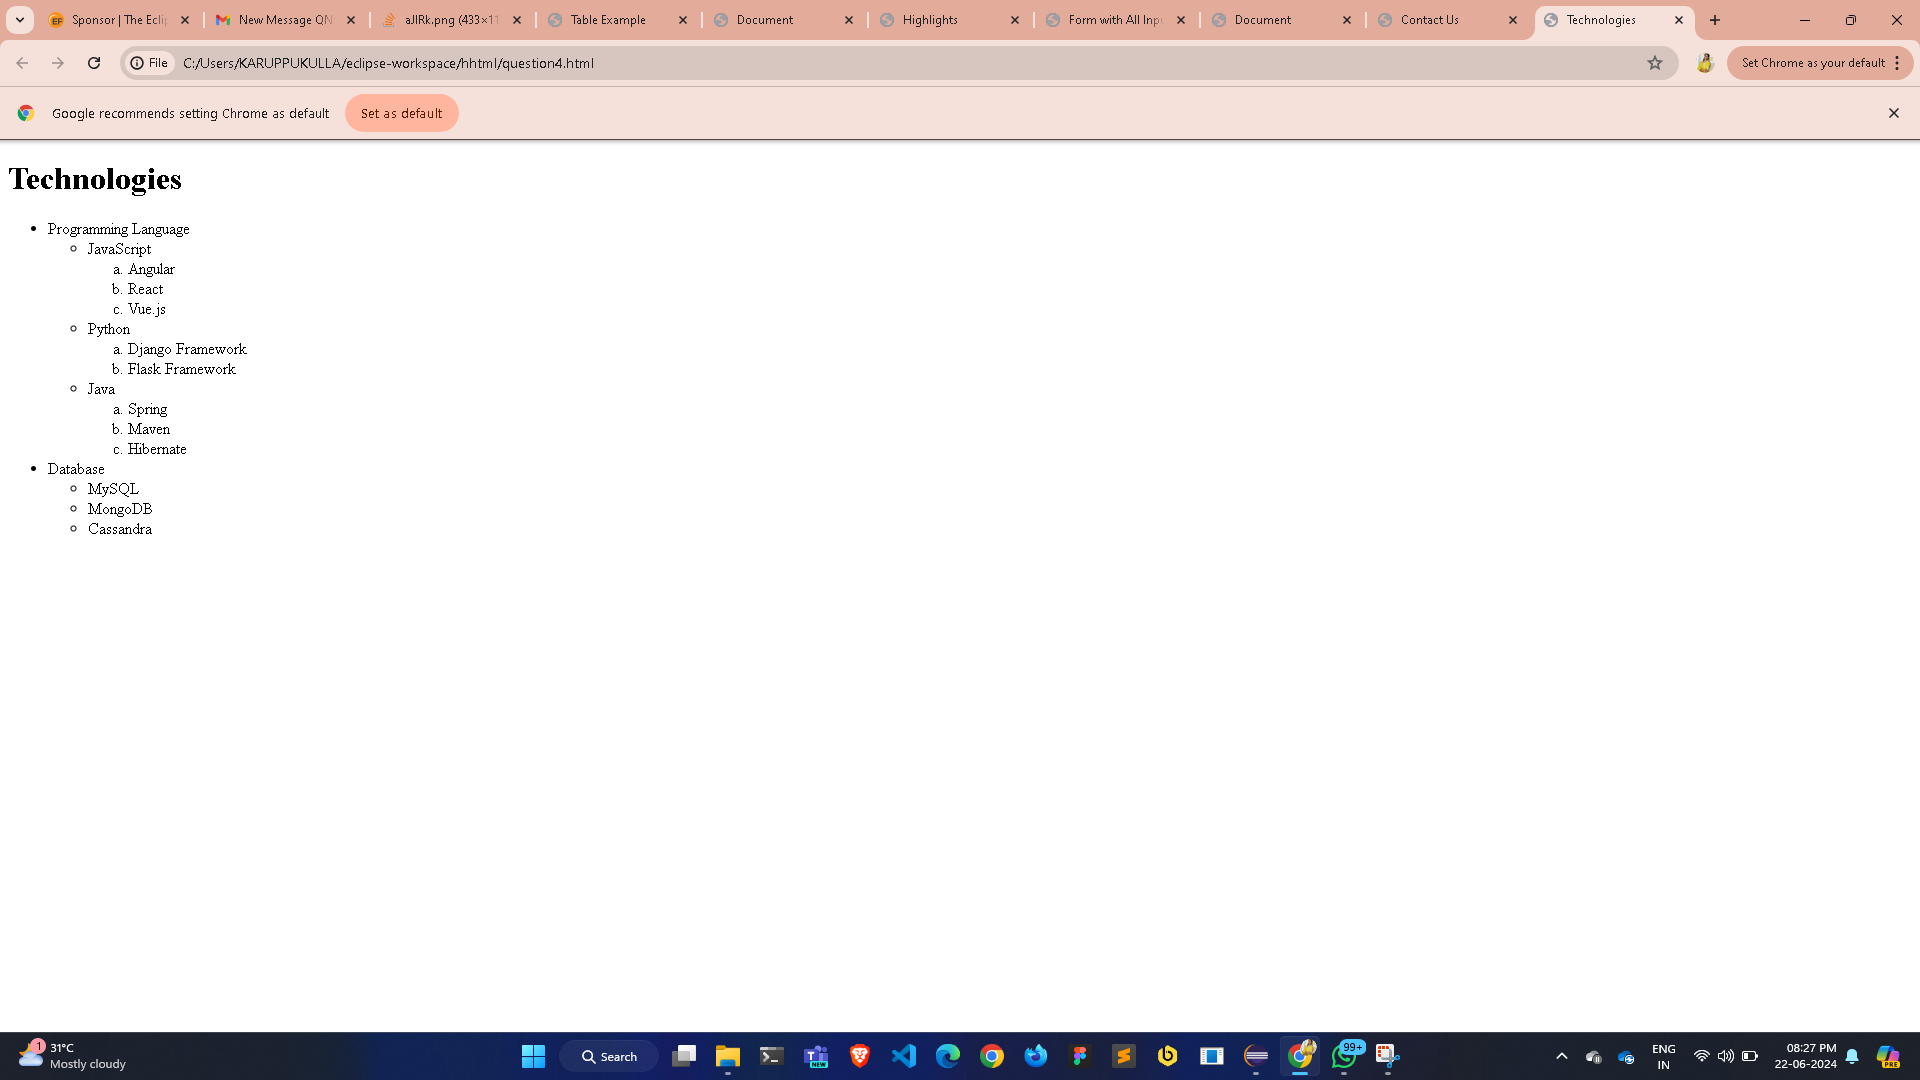 Sponsor | The Ecli
New Message QN
aJIRk.png (433×11
Table Example
Document
Highlights
Form with All Inpu
Document
Contact Us
Technologies
File
C:/Users/KARUPPUKULLA/eclipse-workspace/hhtml/question4.html
Set Chrome as your default
Google recommends setting Chrome as default
Set as default
Technologies
Programming Language
JavaScript
a. Angular
b. React
c. Vue.js
Python
a. Django Framework
b. Flask Framework
Java
a. Spring
b. Maven
c. Hibernate
Database
MySQL
MongoDB
Cassandra
1
31°C
Mostly cloudy
Search
NEW
99+
ENG
IN
08:27 PM
22-06-2024
PRE